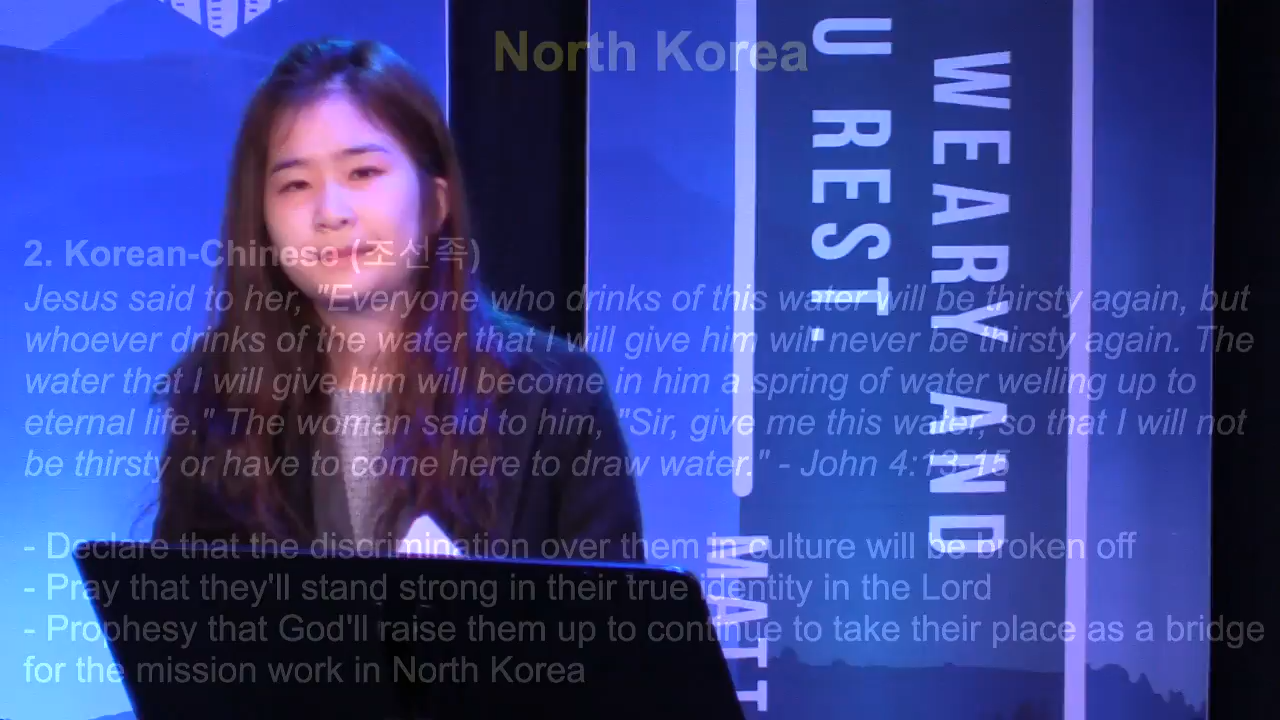 North Korea
2. Korean-Chinese (조선족)
Jesus said to her, "Everyone who drinks of this water will be thirsty again, but
whoever drinks of the water that I will give him will never be thirsty again. The
water that I will give him will become in him a spring of water welling up to
eternal life." The woman said to him, "Sir, give me this water, so that I will not
be thirsty or have to come here to draw water." - John 4:13-15
- Declare that the discrimination over them in culture will be broken off
- Pray that they'll stand strong in their true identity in the Lord
- Prophesy that God'll raise them up to continue to take their place as a bridge
for the mission work in North Korea
WEARY AND
U REST.
MATT